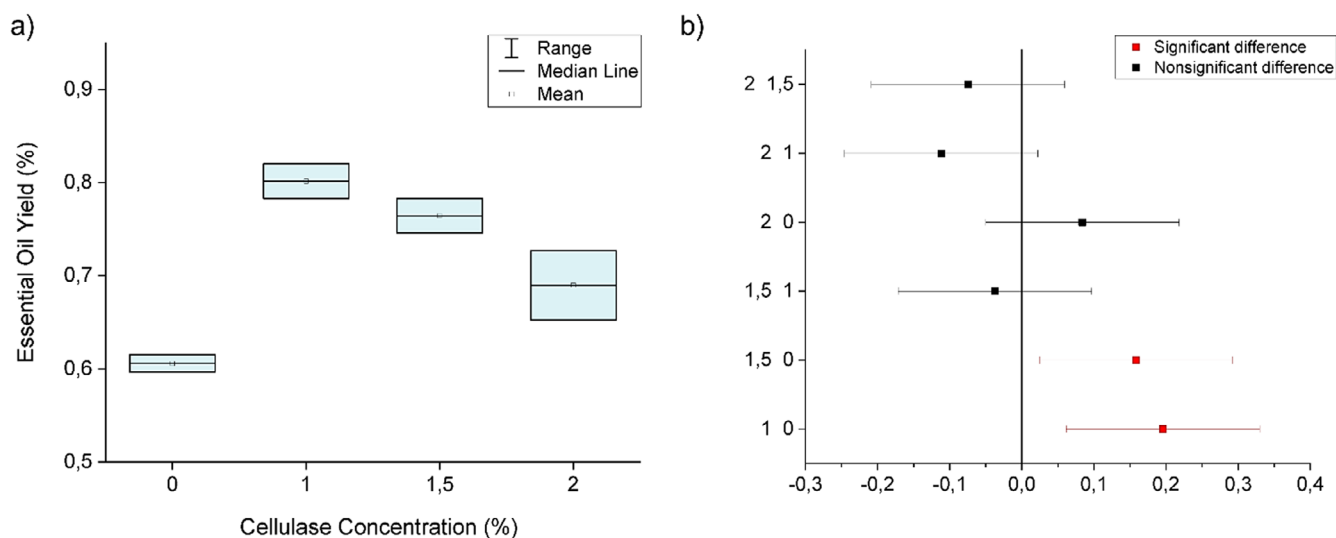 a)
Range
Median Line
Mean
0,9
0,8
0,7
0,6
0,5
Essential Oil Yield (%)
0 1 1,5 2
Cellulase Concentration (%)
b)
Significant difference
Nonsignificant difference
2 1,5
2 1
2 0
1,5 1
1,5 0
1 0
-0,3 -0,2 -0,1 0,0 0,1 0,2 0,3 0,4